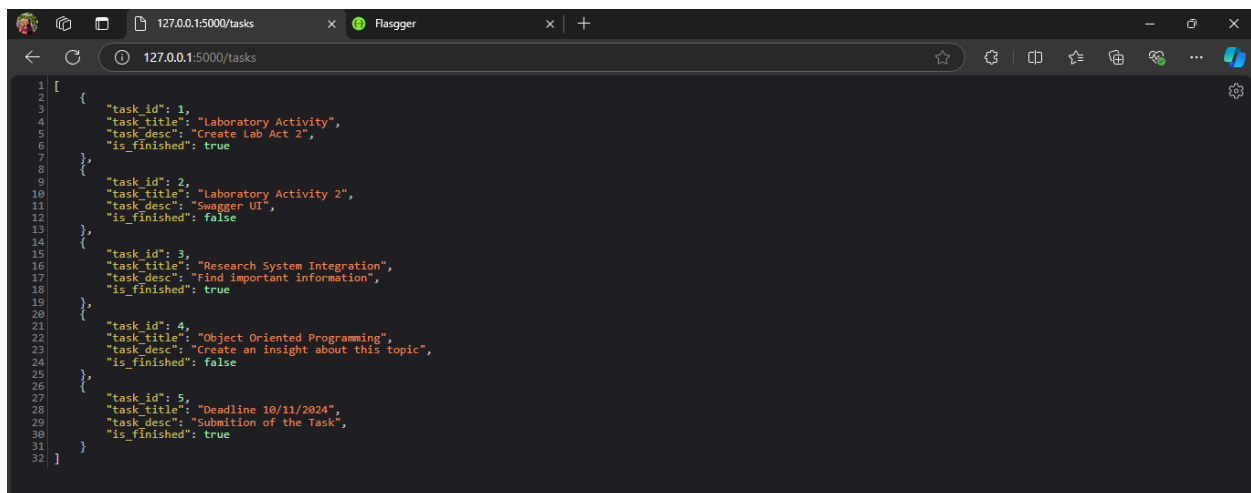 127.0.0.1:5000/tasks
Flasgger
127.0.0.1:5000/tasks
1 [
2     {
3         "task_id": 1,
4         "task_title": "Laboratory Activity",
5         "task_desc": "Create Lab Act 2",
6         "is_finished": true
7     },
8     {
9         "task_id": 2,
10         "task_title": "Laboratory Activity 2",
11         "task_desc": "Swagger UI",
12         "is_finished": false
13     },
14     {
15         "task_id": 3,
16         "task_title": "Research System Integration",
17         "task_desc": "Find important information",
18         "is_finished": true
19     },
20     {
21         "task_id": 4,
22         "task_title": "Object Oriented Programming",
23         "task_desc": "Create an insight about this topic",
24         "is_finished": false
25     },
26     {
27         "task_id": 5,
28         "task_title": "Deadline 10/11/2024",
29         "task_desc": "Submition of the Task",
30         "is_finished": true
31     }
32 ]